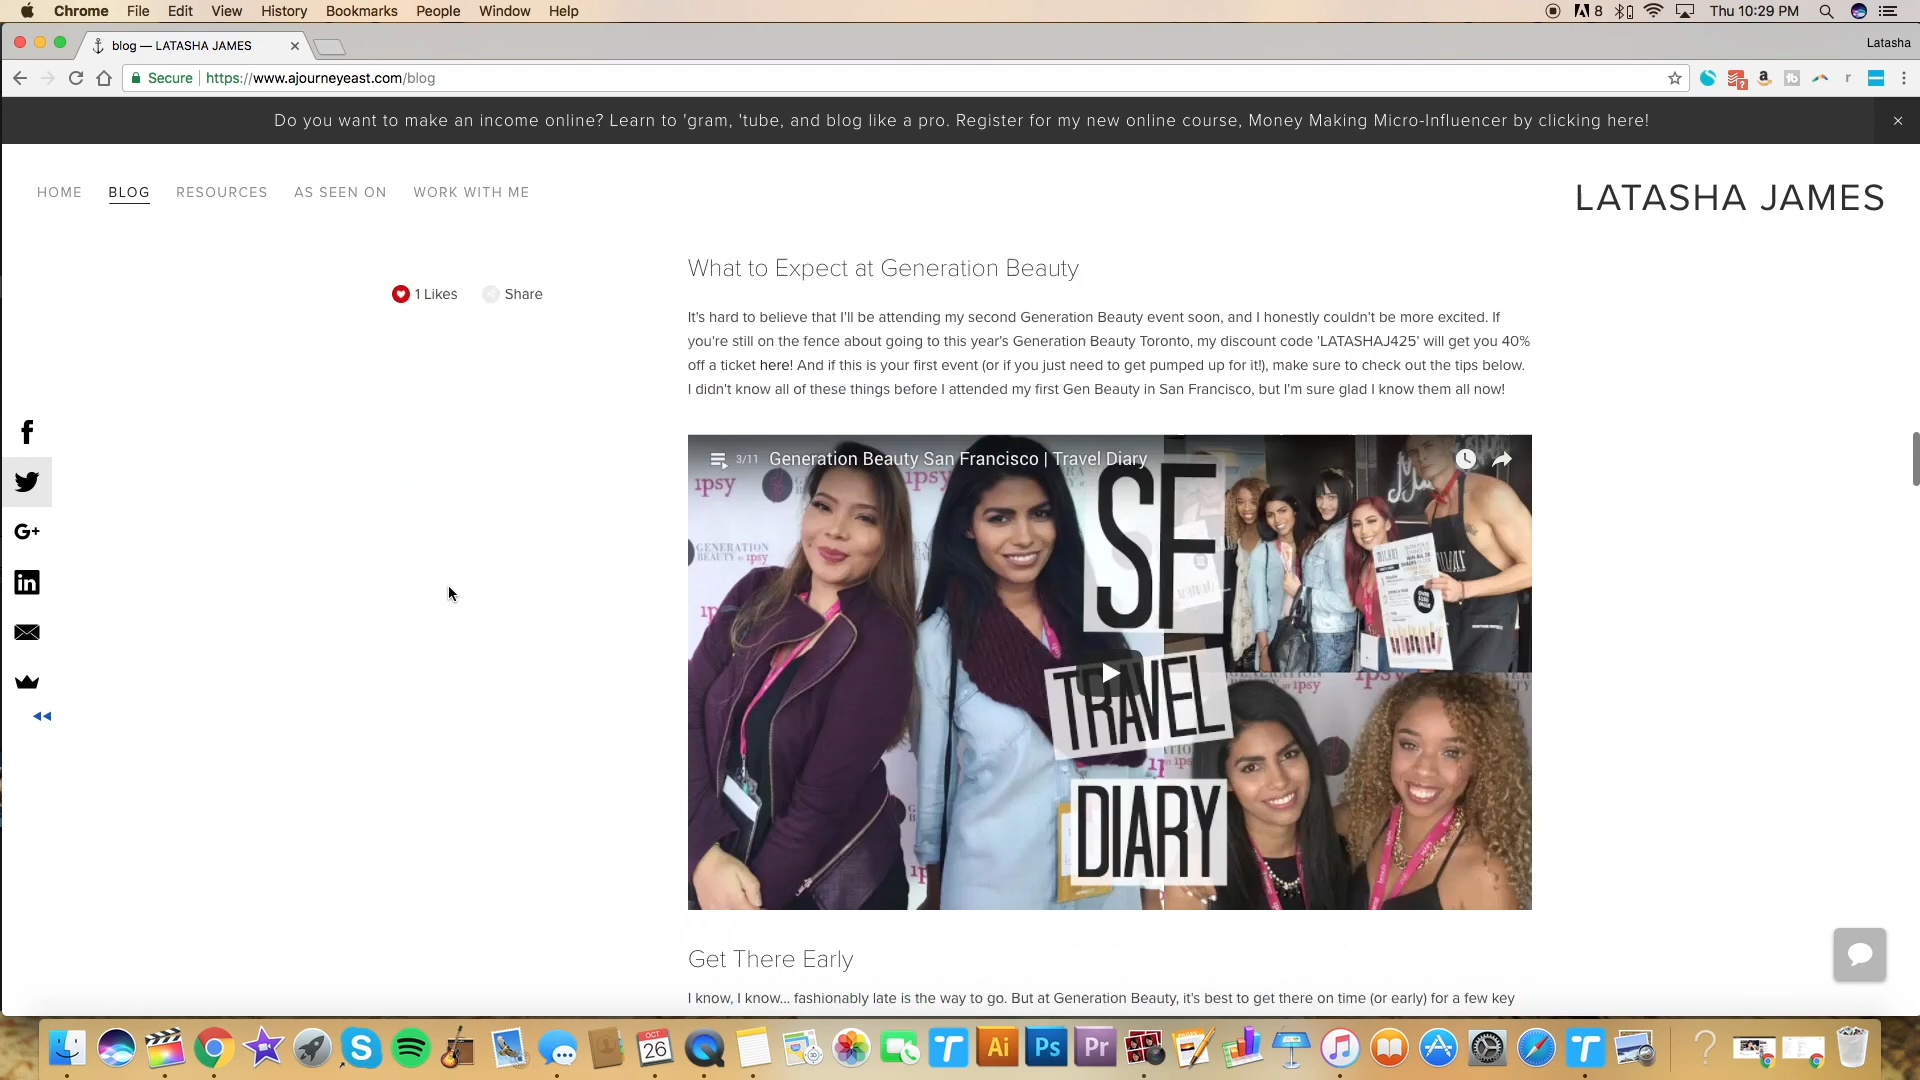 Chrome File Edit View History Bookmarks People Window Help
8 Thu 10:29 PM
blog — LATASHA JAMES
Latasha
Secure https://www.ajourneyeast.com/blog
Do you want to make an income online? Learn to 'gram, 'tube, and blog like a pro. Register for my new online course, Money Making Micro-Influencer by clicking here!
HOME BLOG RESOURCES AS SEEN ON WORK WITH ME
LATASHA JAMES
What to Expect at Generation Beauty
1 Likes Share
It's hard to believe that I'll be attending my second Generation Beauty event soon, and I honestly couldn't be more excited. If
you're still on the fence about going to this year's Generation Beauty Toronto, my discount code 'LATASHAJ425' will get you 40%
off a ticket here! And if this is your first event (or if you just need to get pumped up for it!), make sure to check out the tips below.
I didn't know all of these things before I attended my first Gen Beauty in San Francisco, but I'm sure glad I know them all now!
3/11 Generation Beauty San Francisco | Travel Diary
ipsy
ipsy
GENERATION
BEAUTY
SF
TRAVEL
DIARY
ipsy
Get There Early
I know, I know... fashionably late is the way to go. But at Generation Beauty, it's best to get there on time (or early) for a few key
OCT
26
Ai Ps Pr